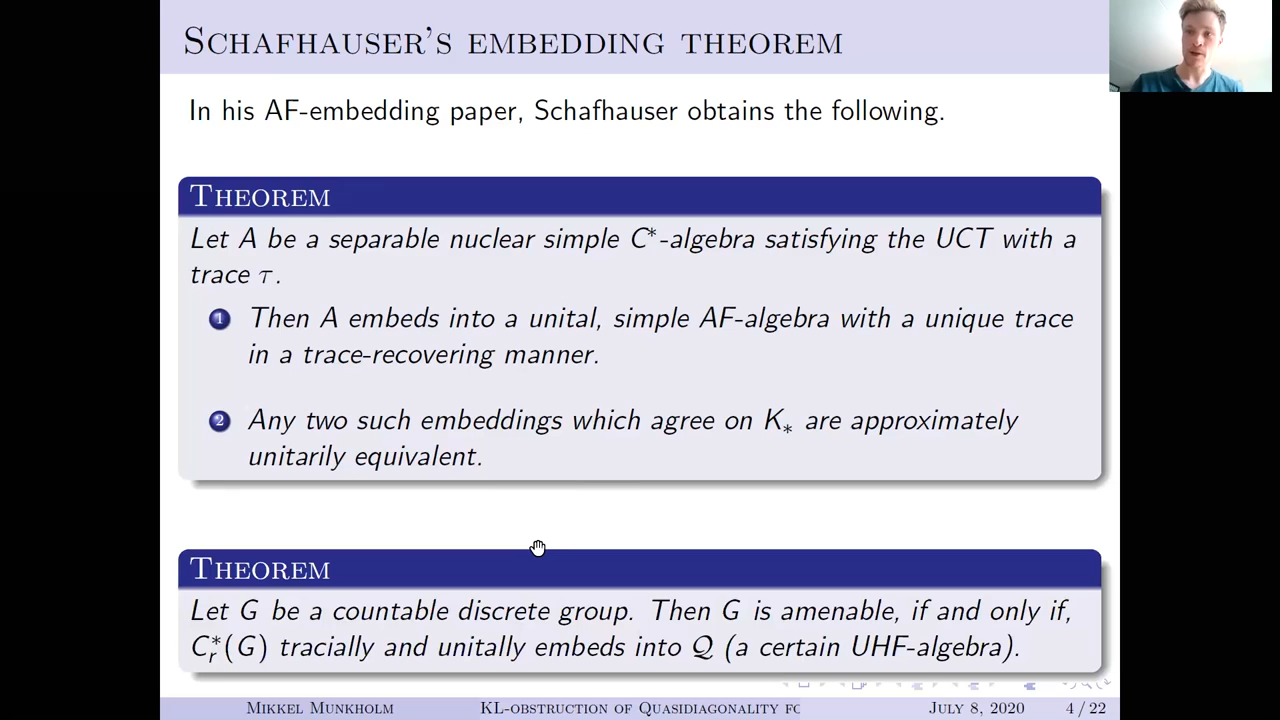 SCHAFHAUSER'S EMBEDDING THEOREM
In his AF-embedding paper, Schafhauser obtains the following.
THEOREM
Let A be a separable nuclear simple C*-algebra satisfying the UCT with a
trace τ.
1 Then A embeds into a unital, simple AF-algebra with a unique trace
in a trace-recovering manner.
2 Any two such embeddings which agree on K∗ are approximately
unitarily equivalent.
THEOREM
Let G be a countable discrete group. Then G is amenable, if and only if,
C*r(G) tracially and unitally embeds into 𝒬 (a certain UHF-algebra).
MIKKEL MUNKHOLM KL-OBSTRUCTION OF QUASIDIAGONALITY FO JULY 8, 2020 4 / 22